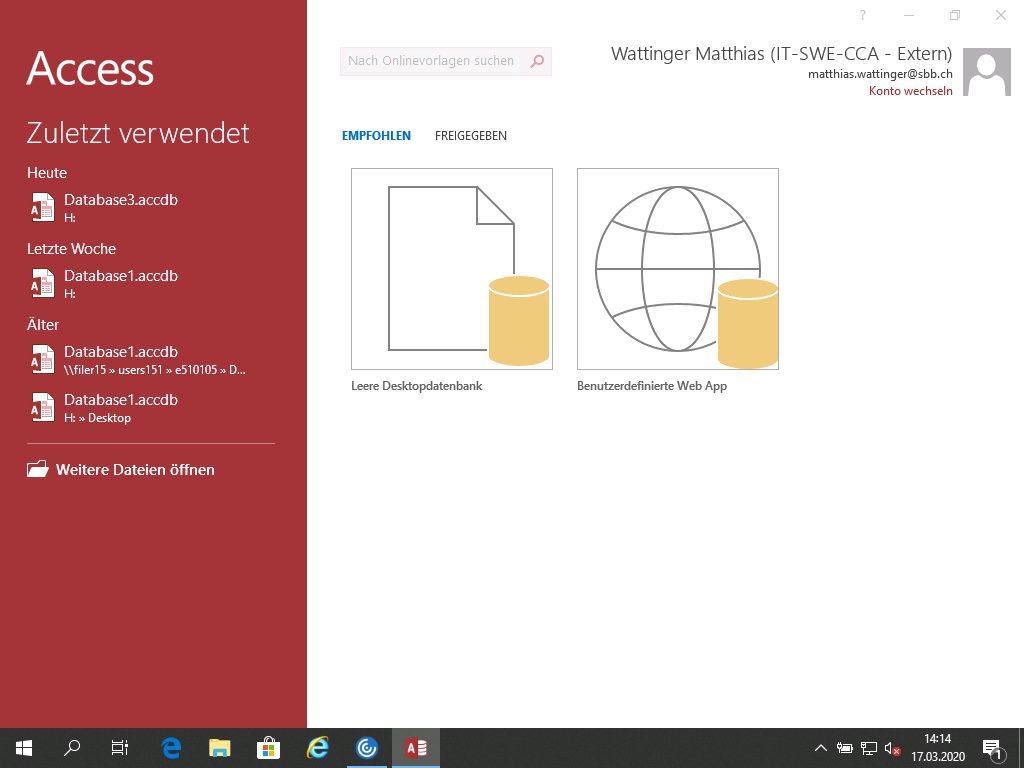 ?
Access
Nach Onlinevorlagen suchen
Wattinger Matthias (IT-SWE-CCA - Extern)
matthias.wattinger@sbb.ch
Konto wechseln
Zuletzt verwendet
EMPFOHLEN
FREIGEGEBEN
Heute
Database3.accdb
H:
Letzte Woche
Database1.accdb
H:
Älter
Database1.accdb
\\filer15 » users151 » e510105 » D...
Database1.accdb
H: » Desktop
Weitere Dateien öffnen
Leere Desktopdatenbank
Benutzerdefinierte Web App
14:14
17.03.2020
1